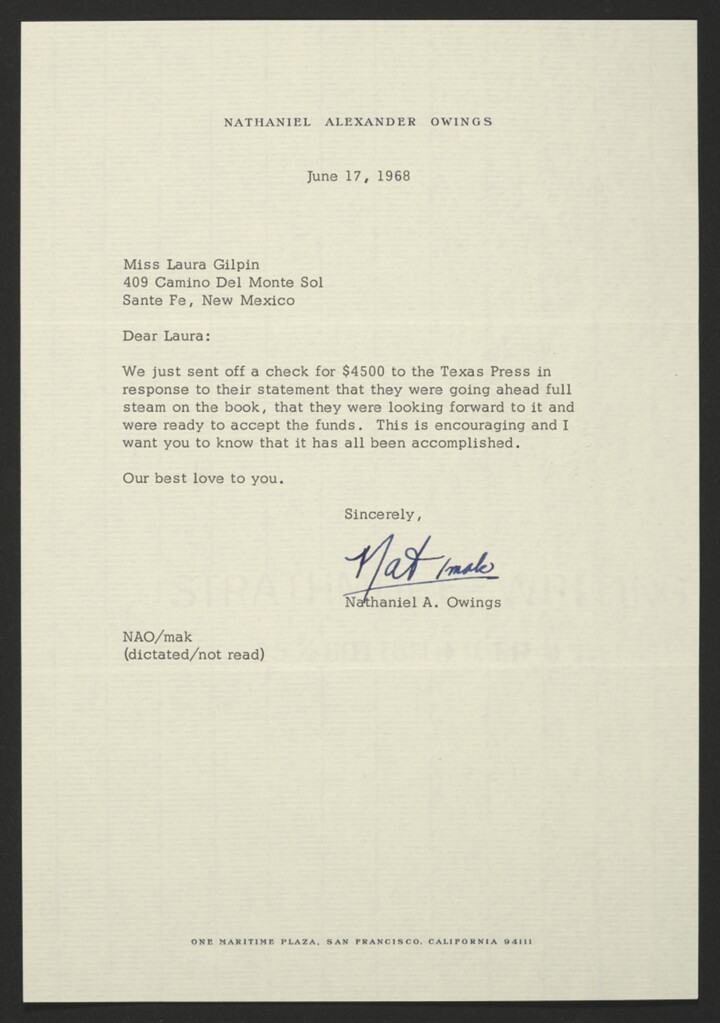 NATHANIEL ALEXANDER OWINGS
June 17, 1968
Miss Laura Gilpin
409 Camino Del Monte Sol
Sante Fe, New Mexico
Dear Laura:
We just sent off a check for $4500 to the Texas Press in
response to their statement that they were going ahead full
steam on the book, that they were looking forward to it and
were ready to accept the funds. This is encouraging and I
want you to know that it has all been accomplished.
Our best love to you.
Sincerely,
Nat /mak
Nathaniel A. Owings
NAO/mak
(dictated/not read)
ONE MARITIME PLAZA, SAN FRANCISCO, CALIFORNIA 94111